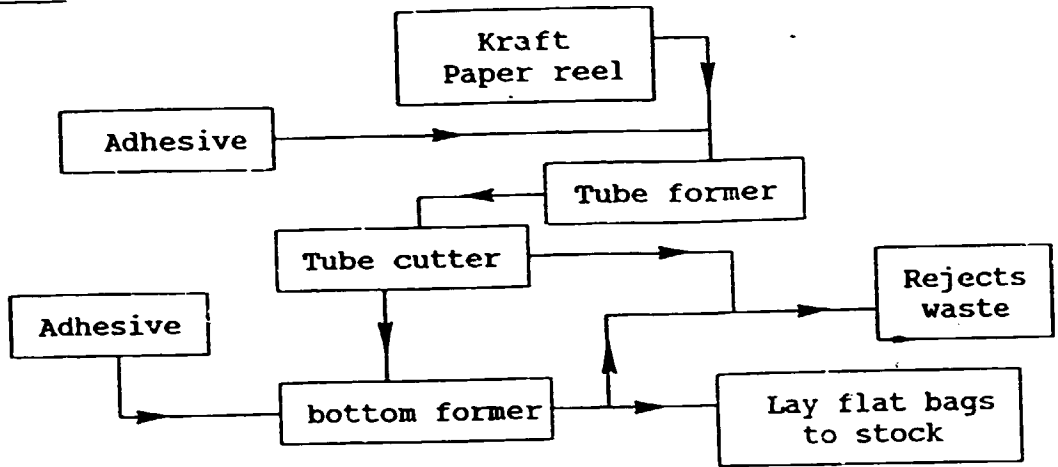 Kraft
Paper reel
Adhesive
Tube former
Tube cutter
Rejects
waste
Adhesive
bottom former
Lay flat bags
to stock